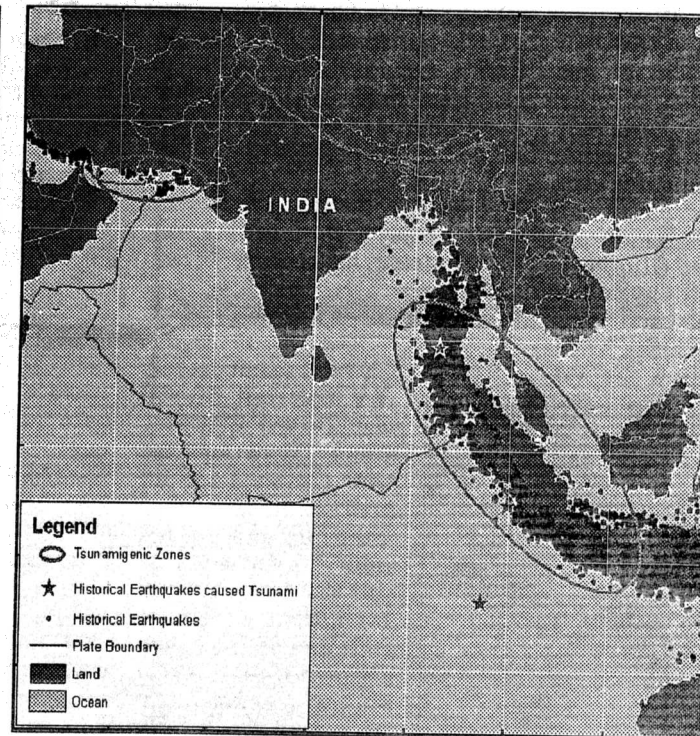 INDIA
Legend
Tsunamigenic Zones
Historical Earthquakes caused Tsunami
Historical Earthquakes
Plate Boundary
Land
Ocean